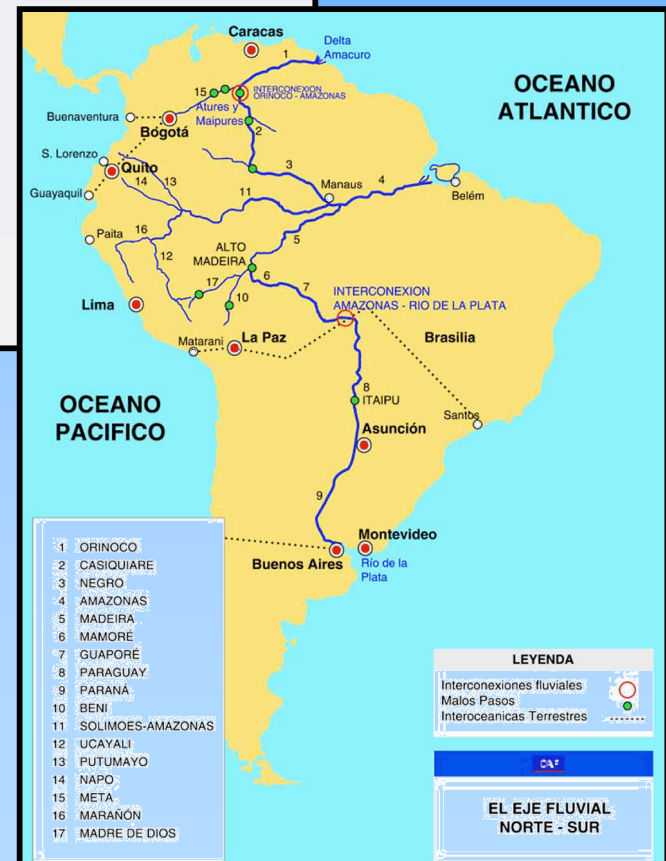 Caracas
1
Delta
Amacuro
OCEANO
ATLANTICO
15
INTERCONEXION
ORINOCO - AMAZONAS
Atures y
Maipures
Buenaventura
Bogotá
2
S. Lorenzo
Quito
14
13
3
Manaus
4
Guayaquil
11
Belém
Paita
16
12
ALTO
MADEIRA
5
6
17
10
7
INTERCONEXION
AMAZONAS - RIO DE LA PLATA
Lima
Matarani
La Paz
Brasilia
OCEANO
PACIFICO
8
ITAIPU
Santos
Asunción
9
Montevideo
Buenos Aires
Río de la
Plata
1 ORINOCO
2 CASIQUIARE
3 NEGRO
4 AMAZONAS
5 MADEIRA
6 MAMORÉ
7 GUAPORÉ
8 PARAGUAY
9 PARANÁ
10 BENI
11 SOLIMOES-AMAZONAS
12 UCAYALI
13 PUTUMAYO
14 NAPO
15 META
16 MARAÑÓN
17 MADRE DE DIOS
LEYENDA
Interconexiones fluviales
Malos Pasos
Interoceanicas Terrestres
CAF
EL EJE FLUVIAL
NORTE - SUR